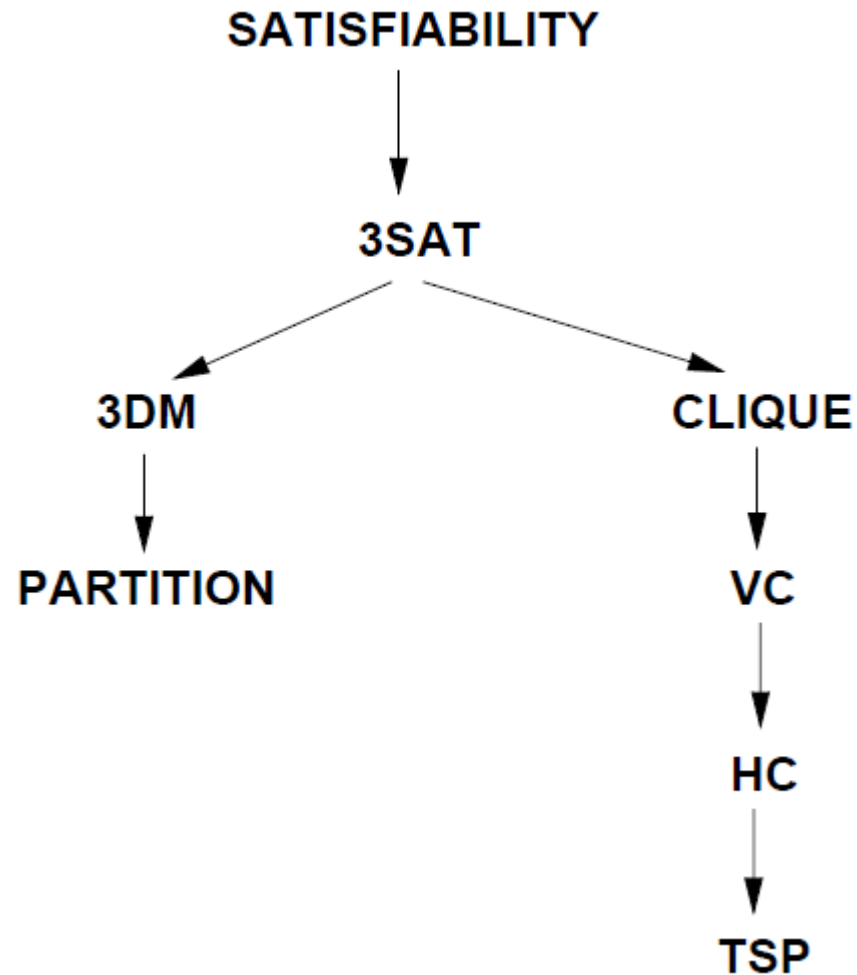 SATISFIABILITY
3SAT
3DM
CLIQUE
PARTITION
VC
HC
TSP